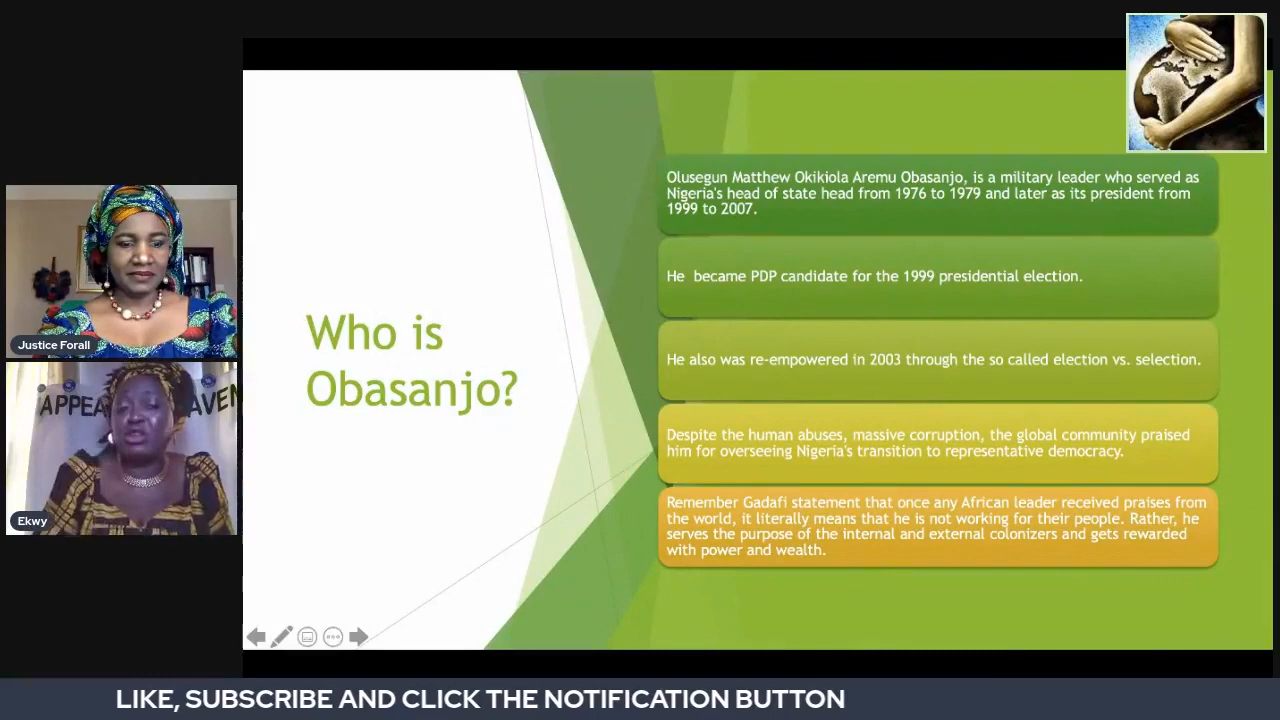 Justice Forall
APPEA
AVEN
Ekwy
Who is
Obasanjo?
Olusegun Matthew Okikiola Aremu Obasanjo, is a military leader who served as
Nigeria's head of state head from 1976 to 1979 and later as its president from
1999 to 2007.
He  became PDP candidate for the 1999 presidential election.
He also was re-empowered in 2003 through the so called election vs. selection.
Despite the human abuses, massive corruption, the global community praised
him for overseeing Nigeria's transition to representative democracy.
Remember Gadafi statement that once any African leader received praises from
the world, it literally means that he is not working for their people. Rather, he
serves the purpose of the internal and external colonizers and gets rewarded
with power and wealth.
LIKE, SUBSCRIBE AND CLICK THE NOTIFICATION BUTTON